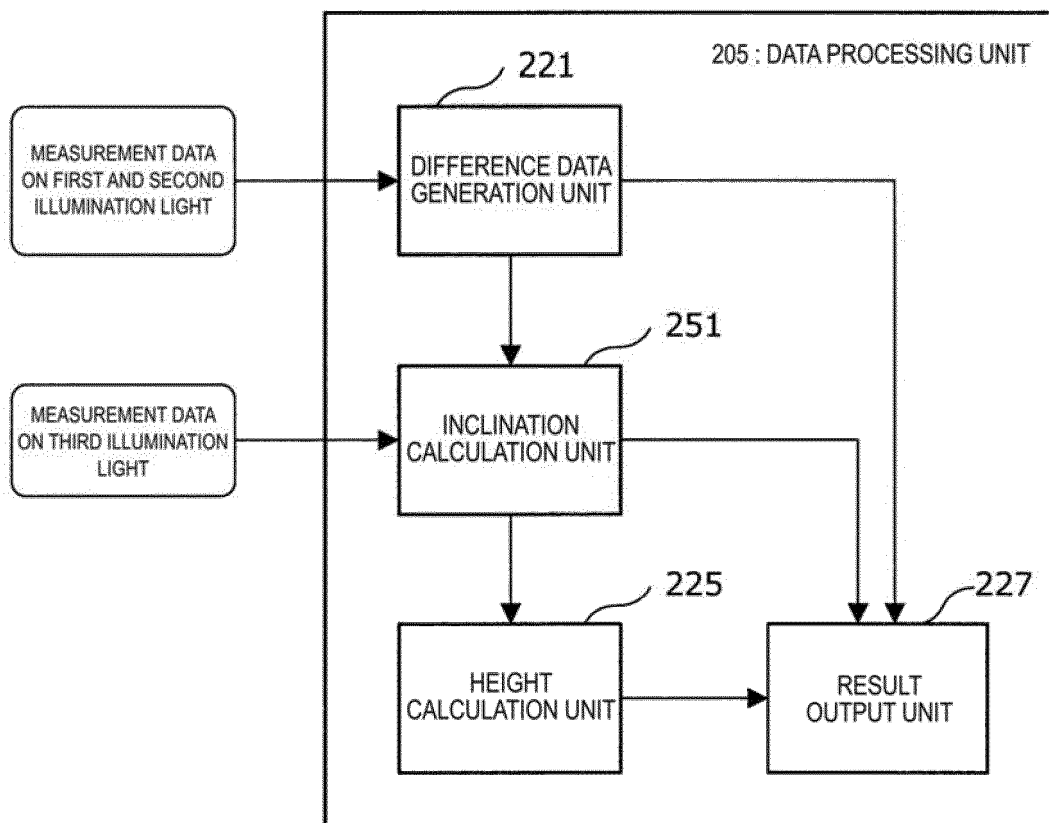 205 : DATA PROCESSING UNIT
221
MEASUREMENT DATA
ON FIRST AND SECOND
ILLUMINATION LIGHT
DIFFERENCE DATA
GENERATION UNIT
251
MEASUREMENT DATA
ON THIRD ILLUMINATION
LIGHT
INCLINATION
CALCULATION UNIT
225
227
HEIGHT
CALCULATION UNIT
RESULT
OUTPUT UNIT